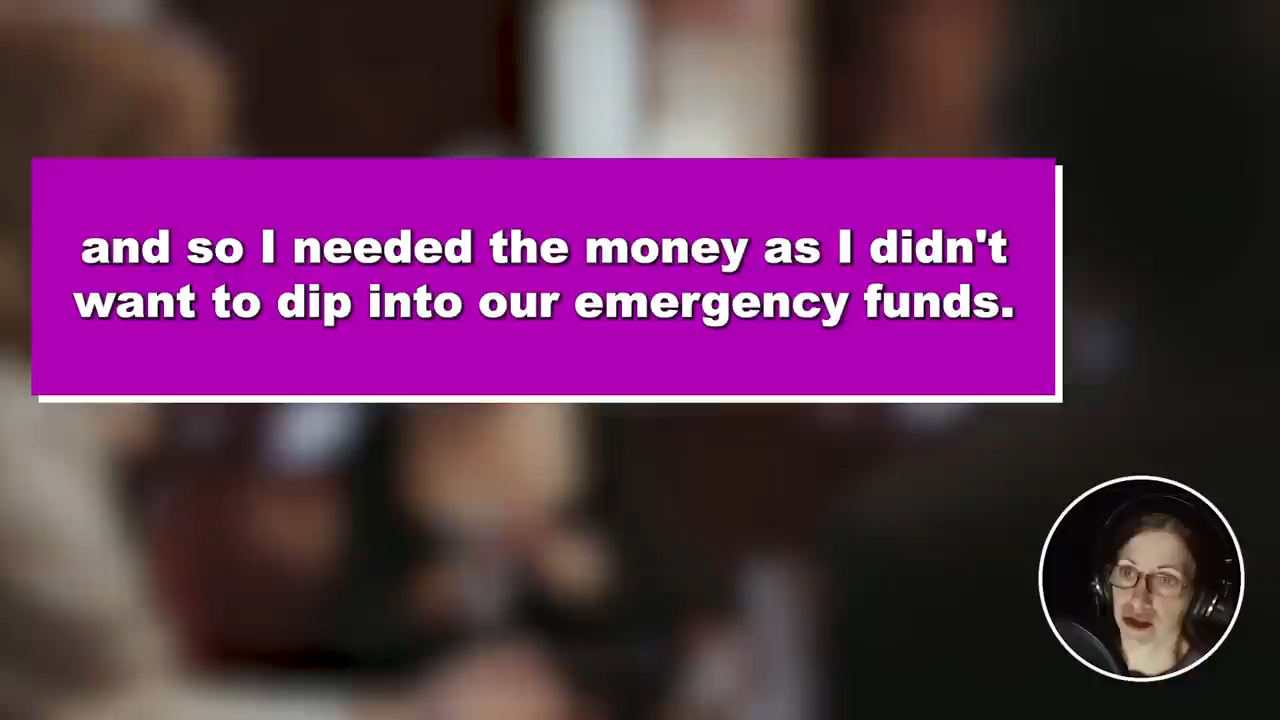 and so I needed the money as I didn't
want to dip into our emergency funds.